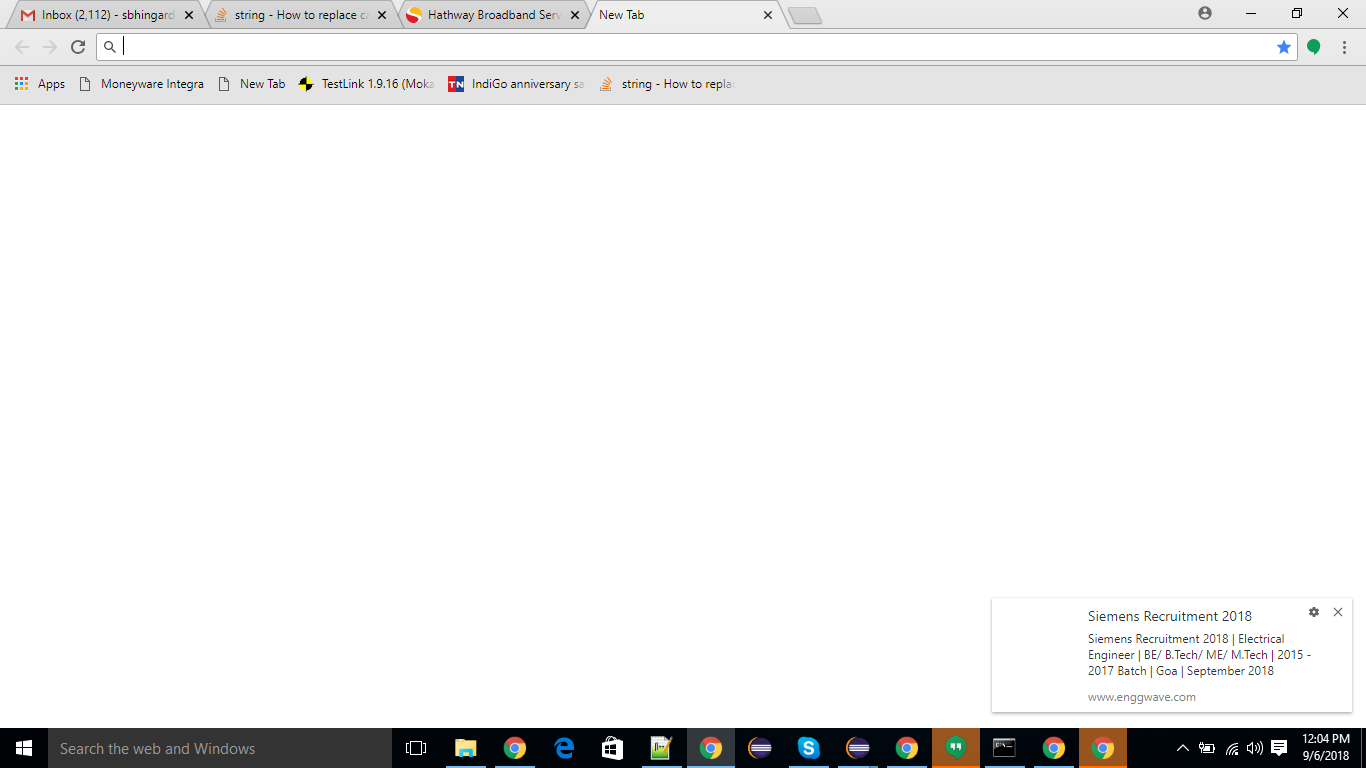 Inbox (2,112) - sbhingard
string - How to replace ca
Hathway Broadband Serv
New Tab
Apps
Moneyware Integra
New Tab
TestLink 1.9.16 (Moka
IndiGo anniversary sa
string - How to repla
Siemens Recruitment 2018
Siemens Recruitment 2018 | Electrical
Engineer | BE/ B.Tech/ ME/ M.Tech | 2015 -
2017 Batch | Goa | September 2018
www.enggwave.com
Search the web and Windows
12:04 PM
9/6/2018